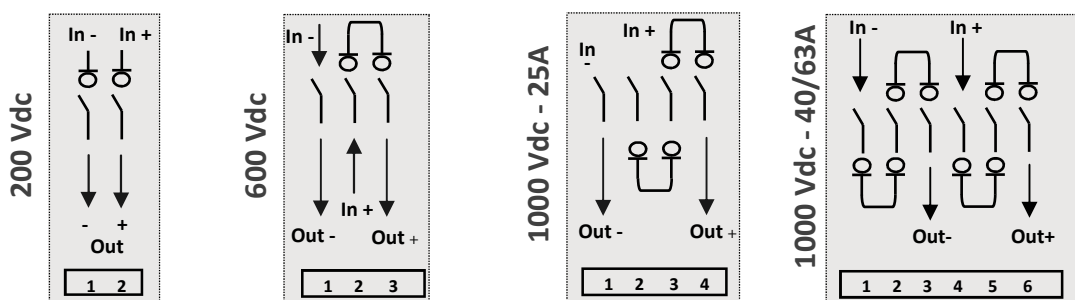 200 Vdc
In - In +
- +
Out
1 2
600 Vdc
In -
In +
Out - Out +
1 2 3
1000 Vdc - 25A
In
-
In +
Out - Out +
1 2 3 4
1000 Vdc - 40/63A
In - In +
Out- Out+
1 2 3 4 5 6